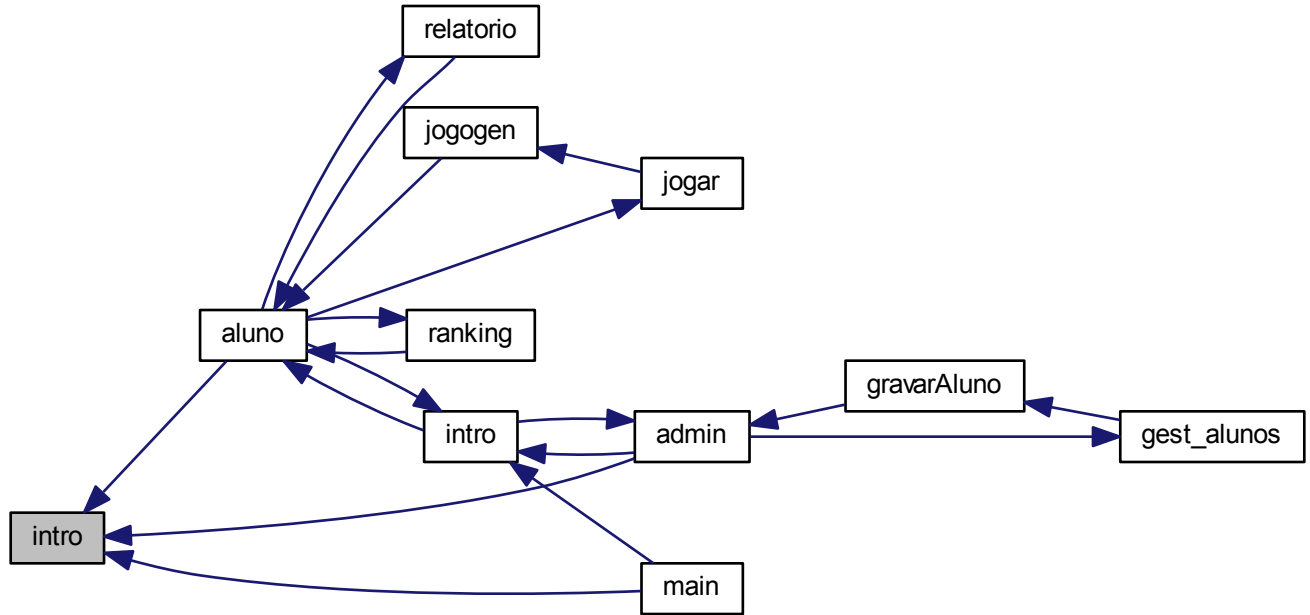 relatorio
jogogen
jogar
aluno
ranking
gravarAluno
intro
admin
gest_alunos
intro
main